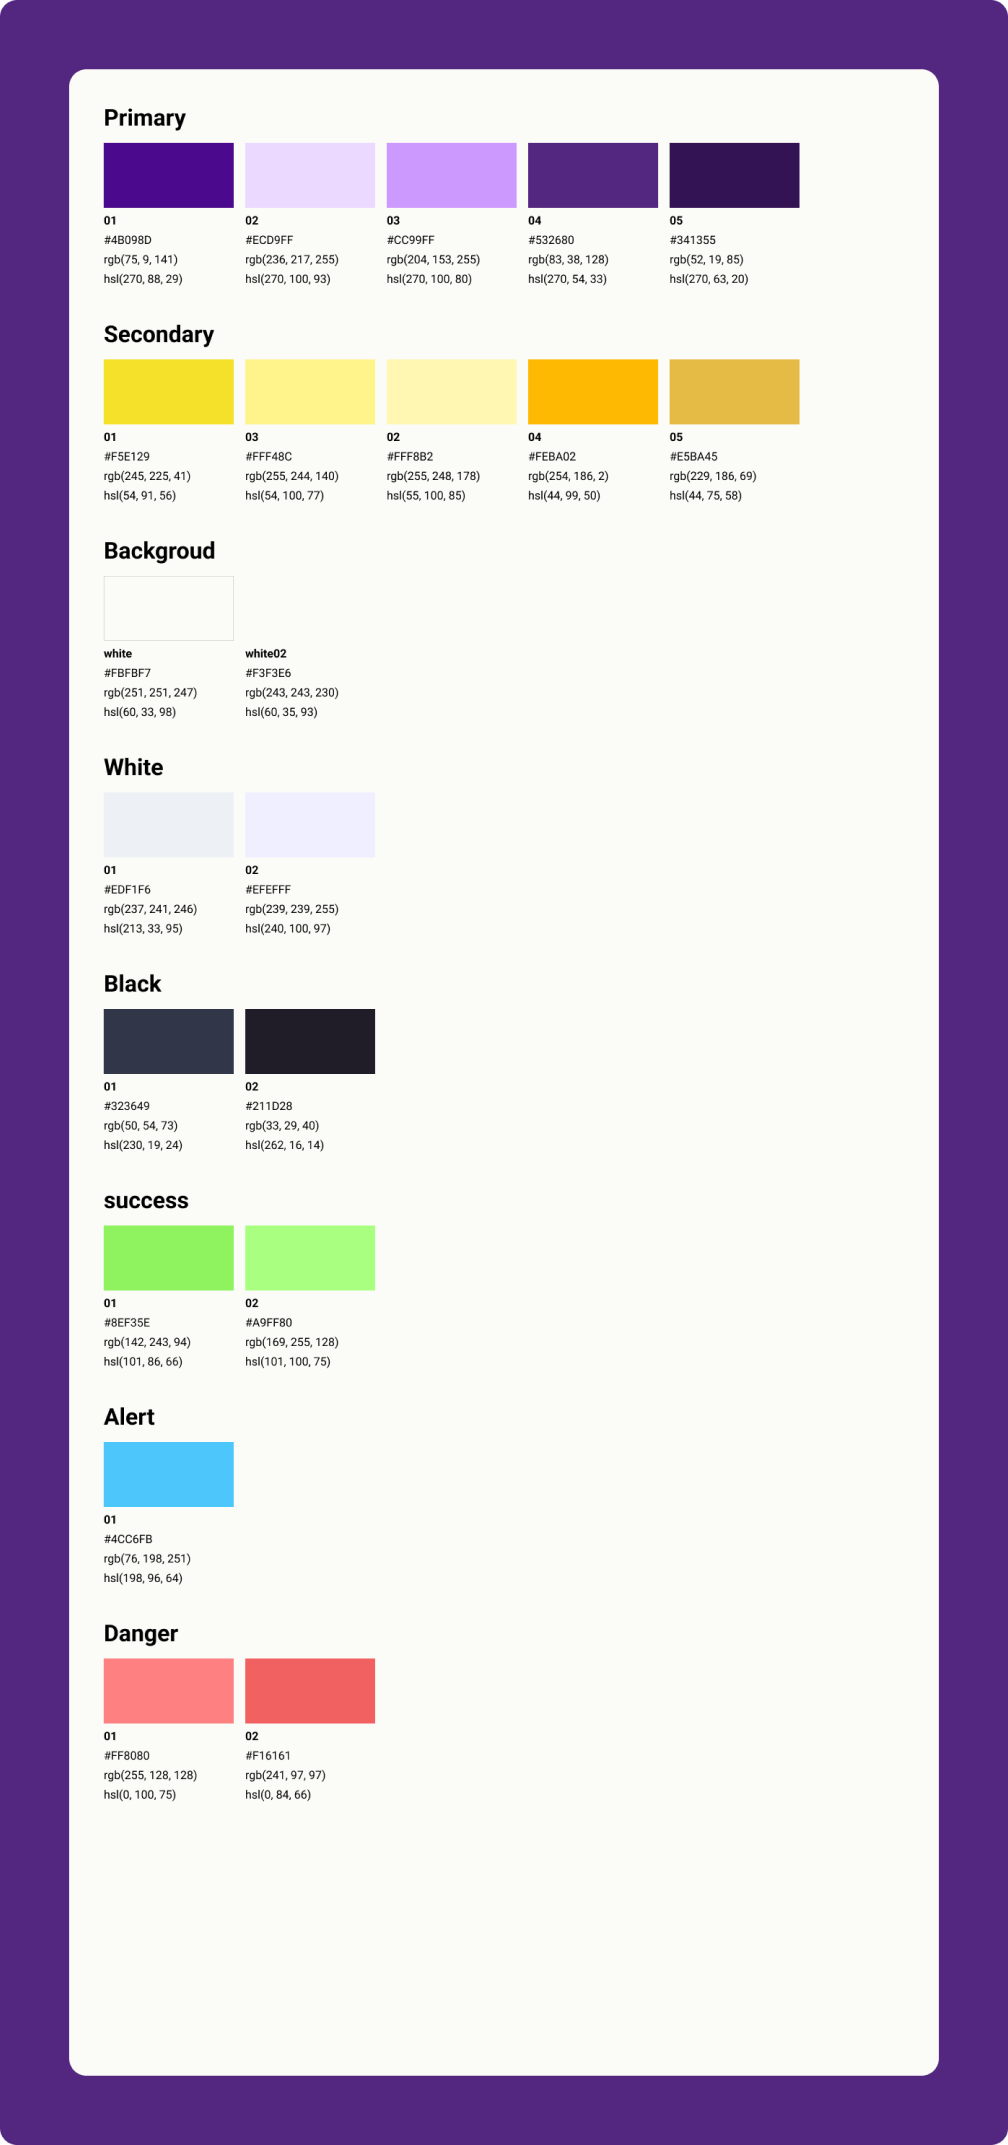 Primary
01 02 03 04 05
#4B098D #ECD9FF #CC99FF #532680 #341355
rgb(75, 9, 141) rgb(236, 217, 255) rgb(204, 153, 255) rgb(83, 38, 128) rgb(52, 19, 85)
hsl(270, 88, 29) hsl(270, 100, 93) hsl(270, 100, 80) hsl(270, 54, 33) hsl(270, 63, 20)
Secondary
01 03 02 04 05
#F5E129 #FFF48C #FFF8B2 #FEBA02 #E5BA45
rgb(245, 225, 41) rgb(255, 244, 140) rgb(255, 248, 178) rgb(254, 186, 2) rgb(229, 186, 69)
hsl(54, 91, 56) hsl(54, 100, 77) hsl(55, 100, 85) hsl(44, 99, 50) hsl(44, 75, 58)
Backgroud
white white02
#FBFBF7 #F3F3E6
rgb(251, 251, 247) rgb(243, 243, 230)
hsl(60, 33, 98) hsl(60, 35, 93)
White
01 02
#EDF1F6 #EFEFFF
rgb(237, 241, 246) rgb(239, 239, 255)
hsl(213, 33, 95) hsl(240, 100, 97)
Black
01 02
#323649 #211D28
rgb(50, 54, 73) rgb(33, 29, 40)
hsl(230, 19, 24) hsl(262, 16, 14)
success
01 02
#8EF35E #A9FF80
rgb(142, 243, 94) rgb(169, 255, 128)
hsl(101, 86, 66) hsl(101, 100, 75)
Alert
01
#4CC6FB
rgb(76, 198, 251)
hsl(198, 96, 64)
Danger
01 02
#FF8080 #F16161
rgb(255, 128, 128) rgb(241, 97, 97)
hsl(0, 100, 75) hsl(0, 84, 66)